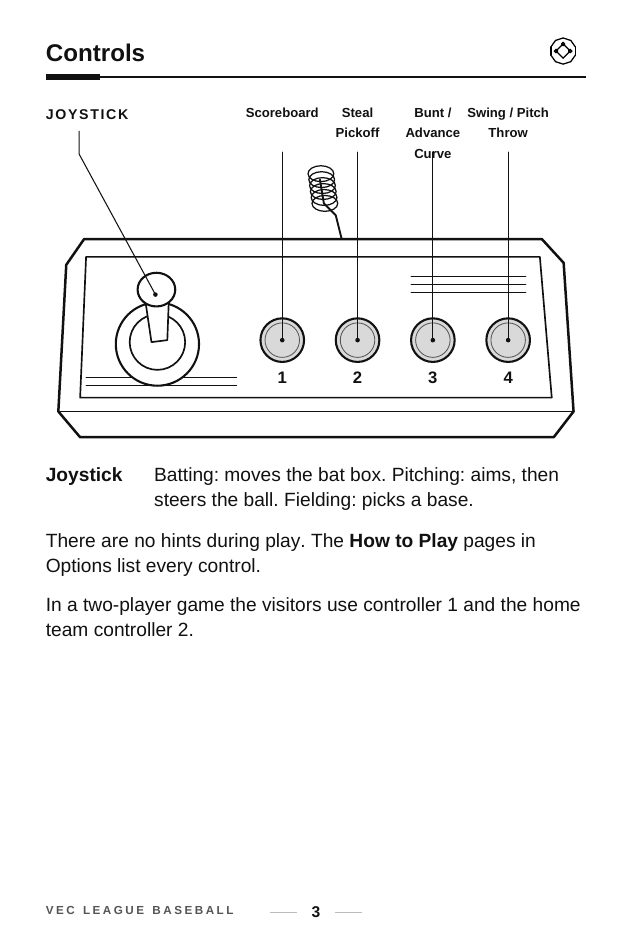 Controls
JOYSTICK
Scoreboard
Steal
Pickoff
Bunt /
Advance
Curve
Swing / Pitch
Throw
1
2
3
4
Joystick
Batting: moves the bat box. Pitching: aims, then
steers the ball. Fielding: picks a base.
There are no hints during play. The How to Play pages in
Options list every control.
In a two-player game the visitors use controller 1 and the home
team controller 2.
VEC LEAGUE BASEBALL
3